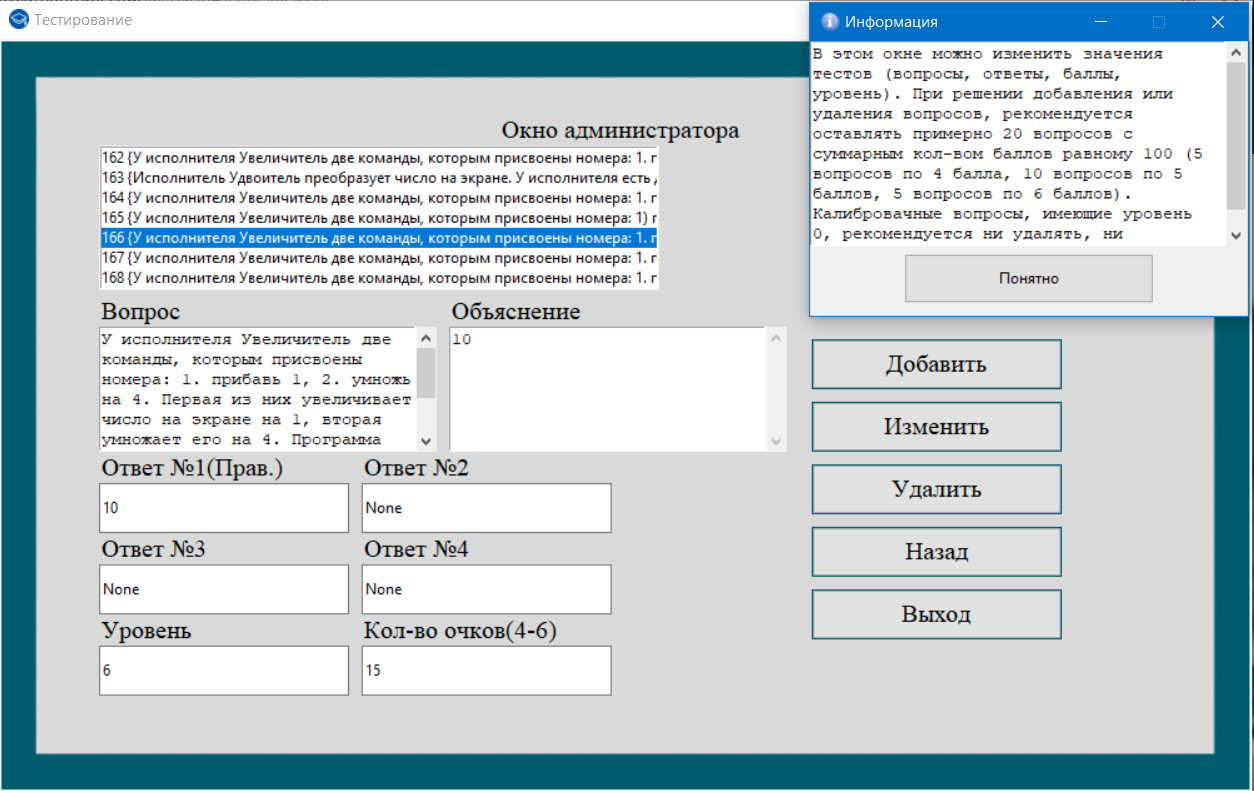 Тестирование
Информация
В этом окне можно изменить значения
тестов (вопросы, ответы, баллы,
уровень). При решении добавления или
удаления вопросов, рекомендуется
оставлять примерно 20 вопросов с
суммарным кол-вом баллов равному 100 (5
вопросов по 4 балла, 10 вопросов по 5
баллов, 5 вопросов по 6 баллов).
Калибровачные вопросы, имеющие уровень
0, рекомендуется ни удалять, ни
Понятно
Окно администратора
162 {У исполнителя Увеличитель две команды, которым присвоены номера: 1. г
163 {Исполнитель Удвоитель преобразует число на экране. У исполнителя есть
164 {У исполнителя Увеличитель две команды, которым присвоены номера: 1. г
165 {У исполнителя Увеличитель две команды, которым присвоены номера: 1) г
166 {У исполнителя Увеличитель две команды, которым присвоены номера: 1. г
167 {У исполнителя Увеличитель две команды, которым присвоены номера: 1. г
168 {У исполнителя Увеличитель две команды, которым присвоены номера: 1. г
Вопрос
У исполнителя Увеличитель две
команды, которым присвоены
номера: 1. прибавь 1, 2. умножь
на 4. Первая из них увеличивает
число на экране на 1, вторая
умножает его на 4. Программа
Объяснение
10
Ответ №1(Прав.)
10
Ответ №2
None
Ответ №3
None
Ответ №4
None
Уровень
6
Кол-во очков(4-6)
15
Добавить
Изменить
Удалить
Назад
Выход